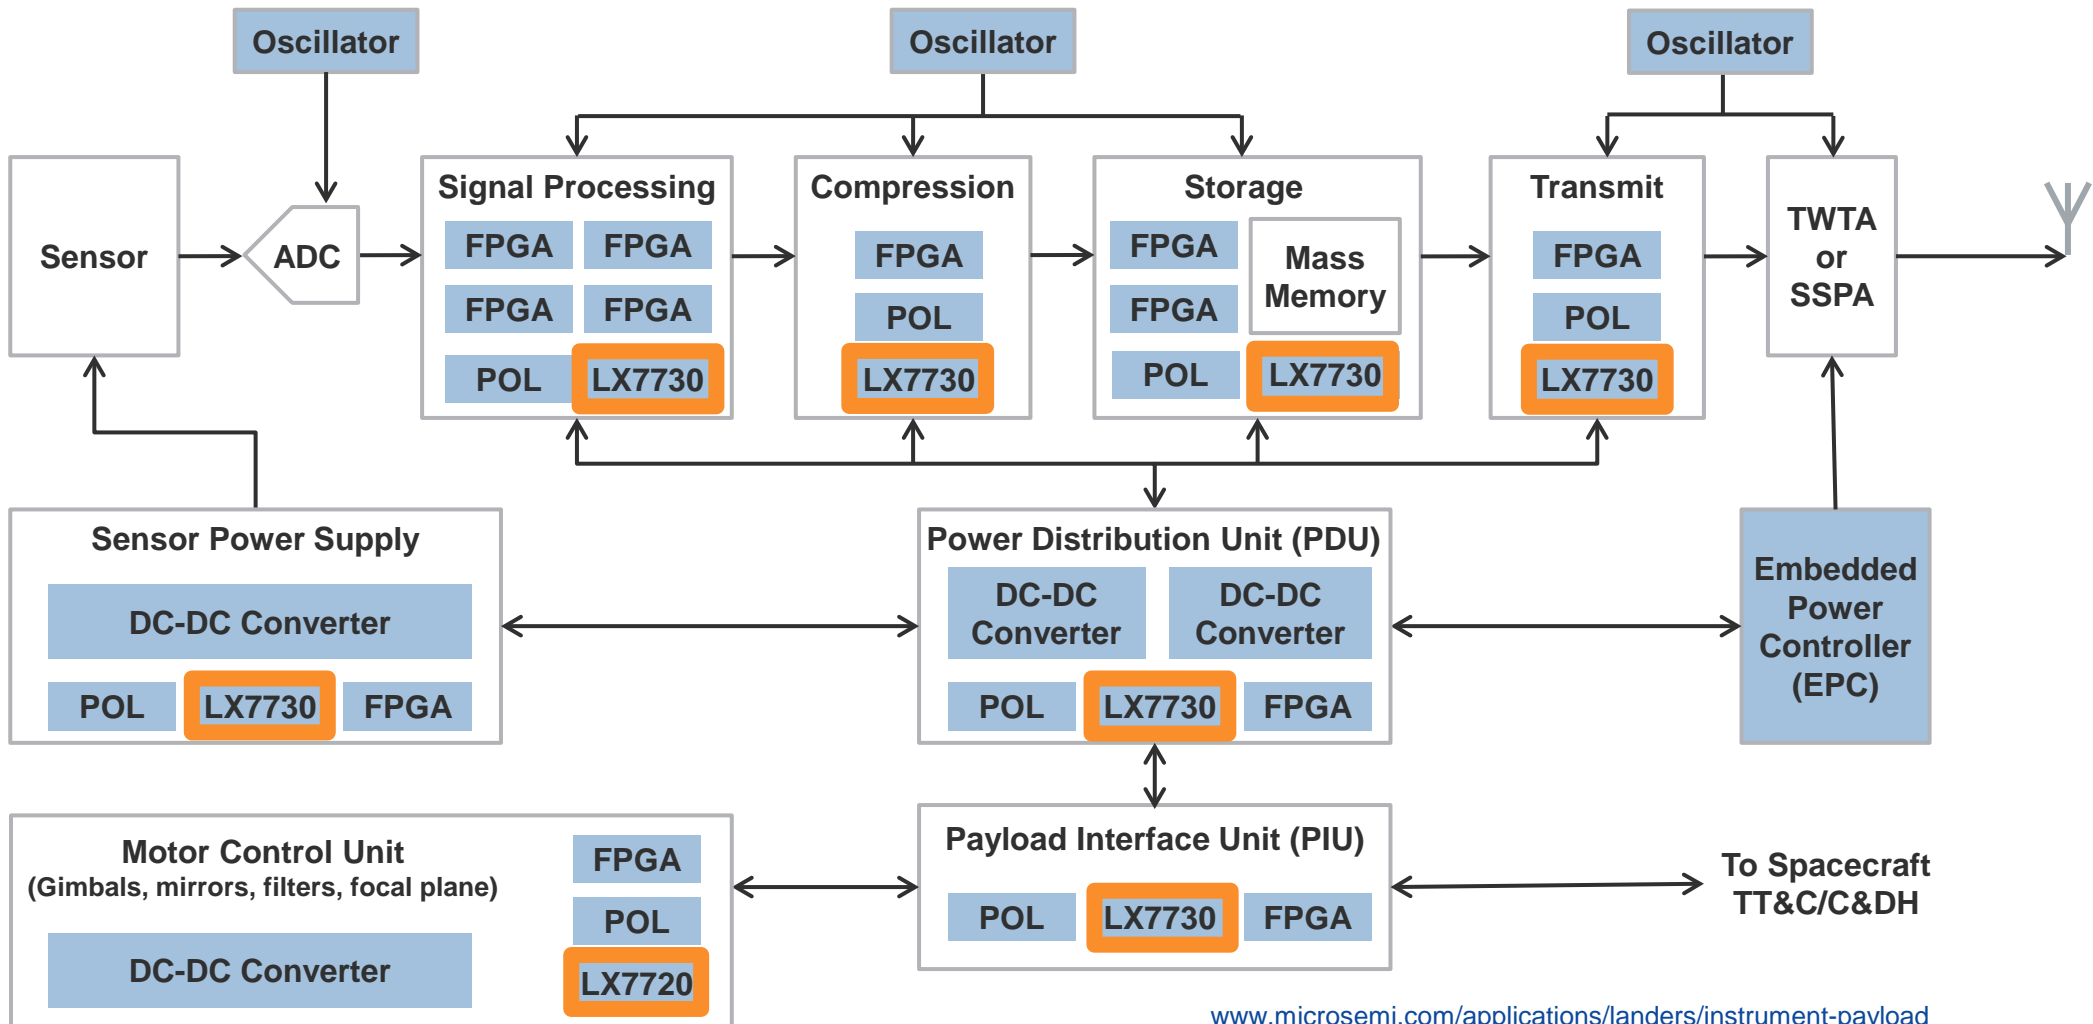 Oscillator
Oscillator
Oscillator
Sensor
ADC
Signal Processing
FPGA
FPGA
FPGA
FPGA
POL
LX7730
Compression
FPGA
POL
LX7730
Storage
FPGA
FPGA
POL
Mass
Memory
LX7730
Transmit
FPGA
POL
LX7730
TWTA
or
SSPA
Sensor Power Supply
DC-DC Converter
POL
LX7730
FPGA
Power Distribution Unit (PDU)
DC-DC
Converter
DC-DC
Converter
POL
LX7730
FPGA
Embedded
Power
Controller
(EPC)
Motor Control Unit
(Gimbals, mirrors, filters, focal plane)
DC-DC Converter
FPGA
POL
LX7720
Payload Interface Unit (PIU)
POL
LX7730
FPGA
To Spacecraft
TT&C/C&DH
www.microsemi.com/applications/landers/instrument-payload